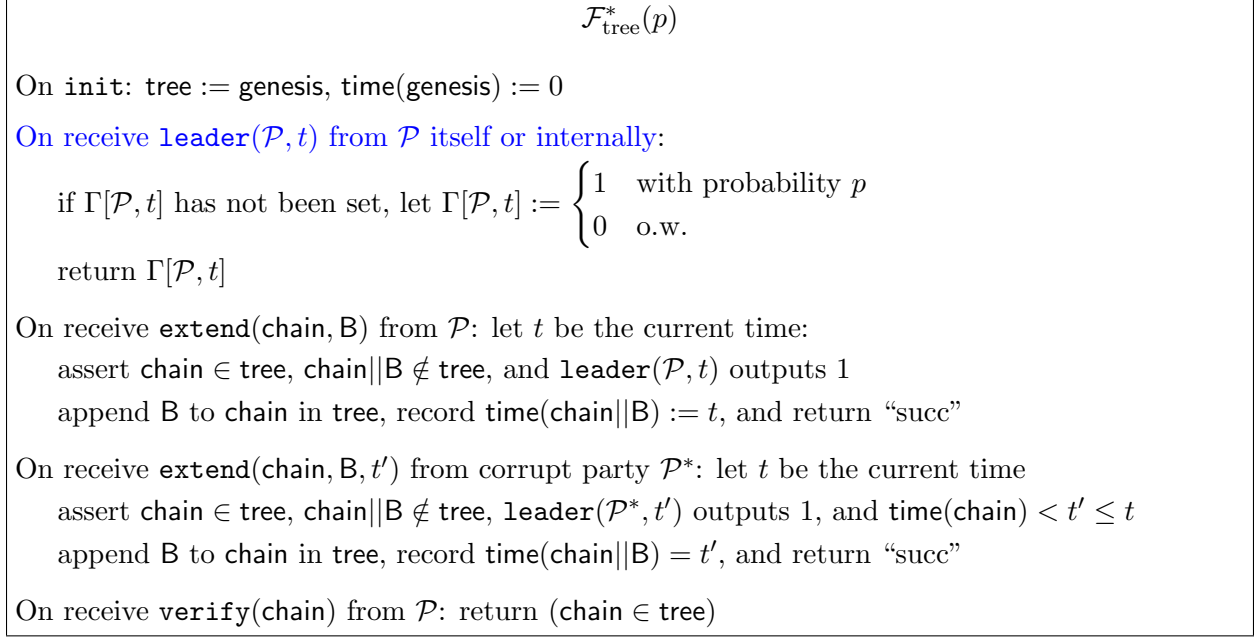 F*tree(p)
On init: tree := genesis, time(genesis) := 0
On receive leader(P, t) from P itself or internally:
if Γ[P, t] has not been set, let Γ[P, t] := { 1 with probability p
0 o.w.
return Γ[P, t]
On receive extend(chain, B) from P: let t be the current time:
assert chain ∈ tree, chain||B ∉ tree, and leader(P, t) outputs 1
append B to chain in tree, record time(chain||B) := t, and return “succ”
On receive extend(chain, B, t′) from corrupt party P*: let t be the current time
assert chain ∈ tree, chain||B ∉ tree, leader(P*, t′) outputs 1, and time(chain) < t′ ≤ t
append B to chain in tree, record time(chain||B) = t′, and return “succ”
On receive verify(chain) from P: return (chain ∈ tree)